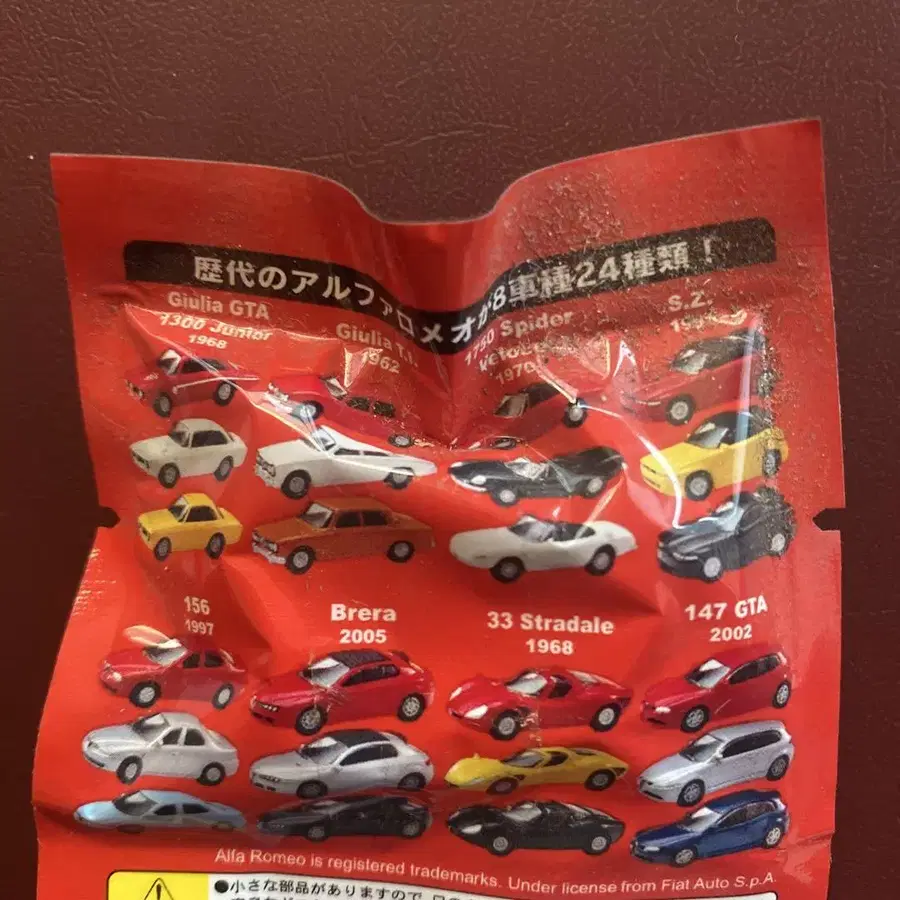 歴代のアルファロメオが8車種24種類!
Giulia GTA
1300 Junior
1968
Giulia T.I.
1962
1750 Spider
Veloce
1970
S.Z.
156
1997
Brera
2005
33 Stradale
1968
147 GTA
2002
Alfa Romeo is registered trademarks. Under license from Fiat Auto S.p.A.
●小さな部品がありますので